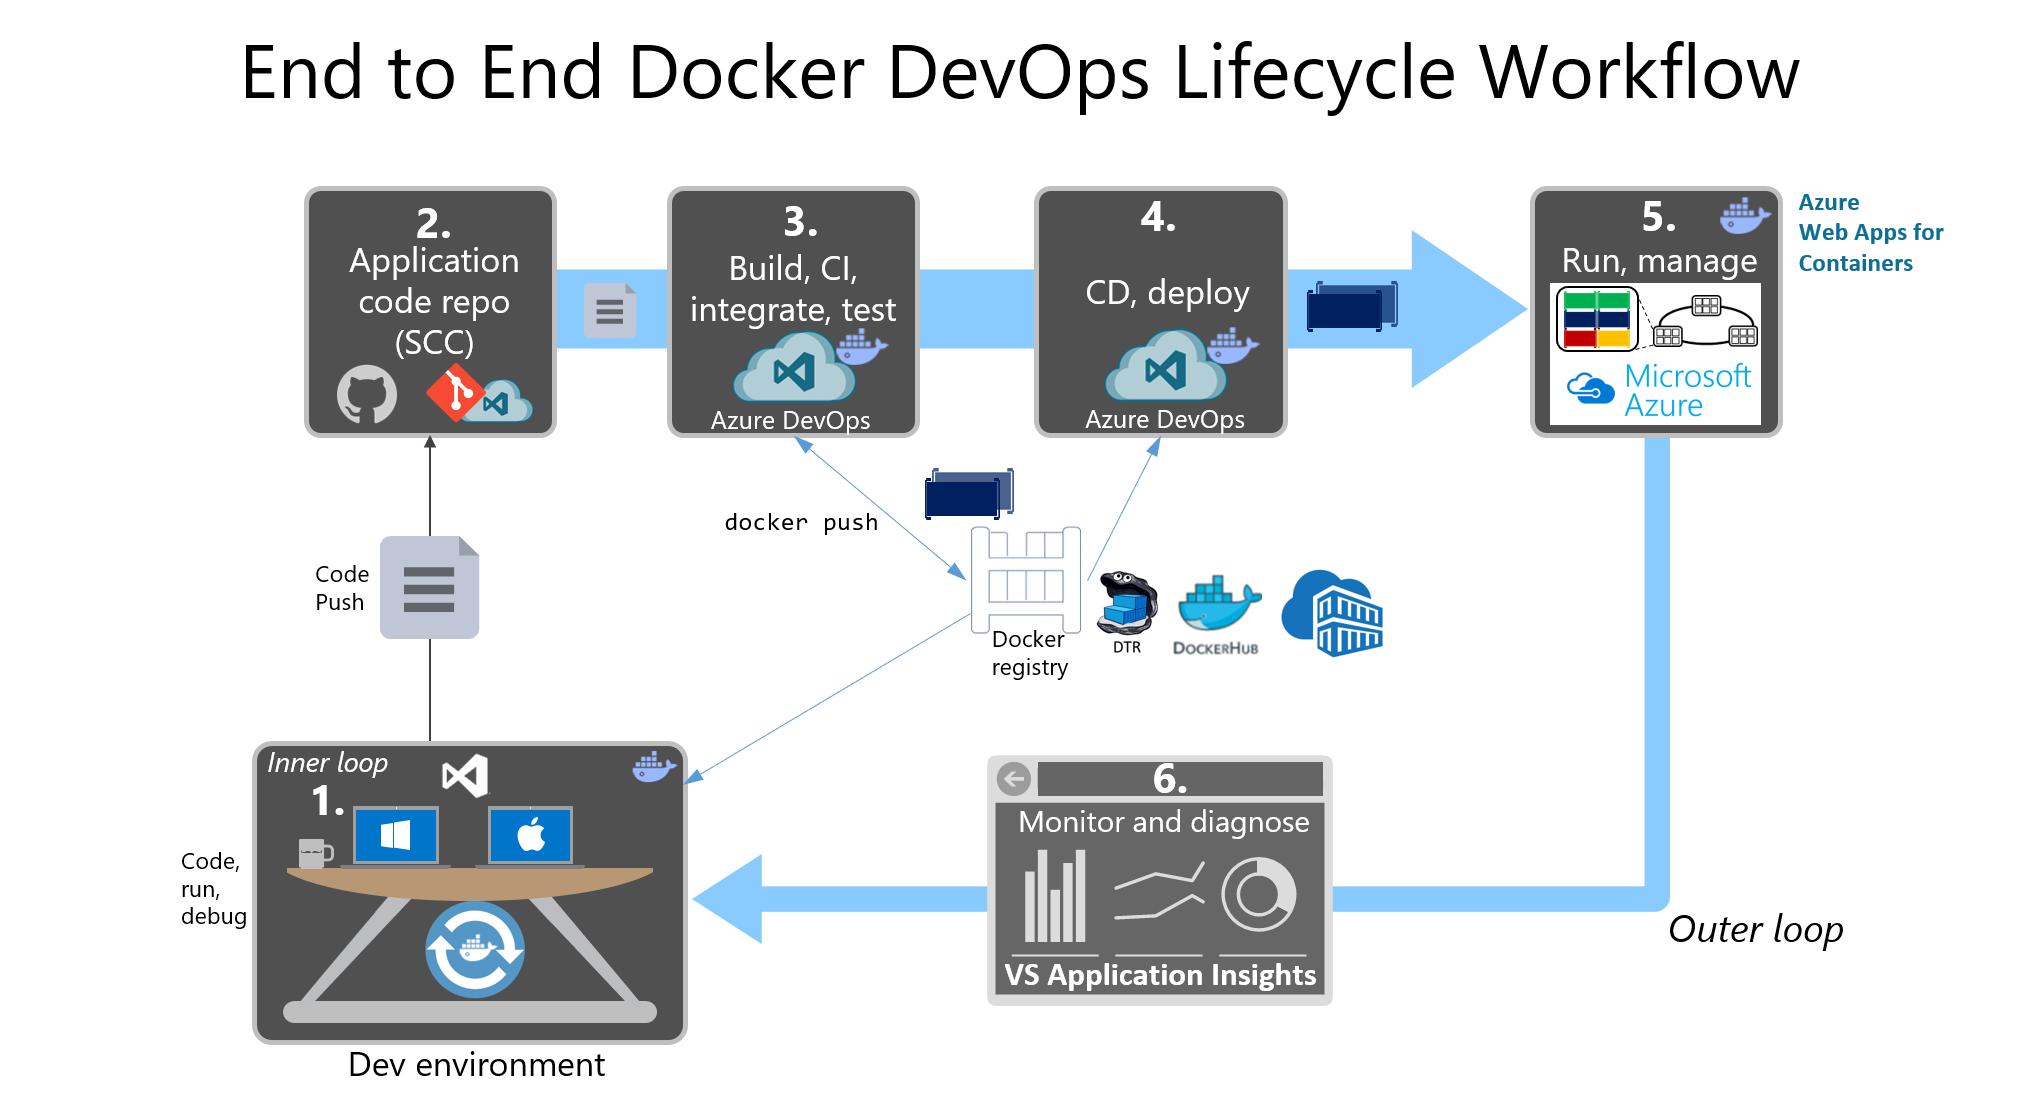 End to End Docker DevOps Lifecycle Workflow
2.
Application
code repo
(SCC)
3.
Build, CI,
integrate, test
Azure DevOps
4.
CD, deploy
Azure DevOps
5.
Run, manage
Microsoft
Azure
Azure
Web Apps for
Containers
docker push
Code
Push
Docker
registry
DTR
DOCKERHUB
Inner loop
1.
Code,
run,
debug
Dev environment
6.
Monitor and diagnose
VS Application Insights
Outer loop